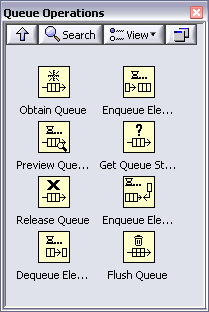 Queue Operations
Search View
Obtain Queue Enqueue Ele...
Preview Que... Get Queue St...
Release Queue Enqueue Ele...
Dequeue Ele... Flush Queue